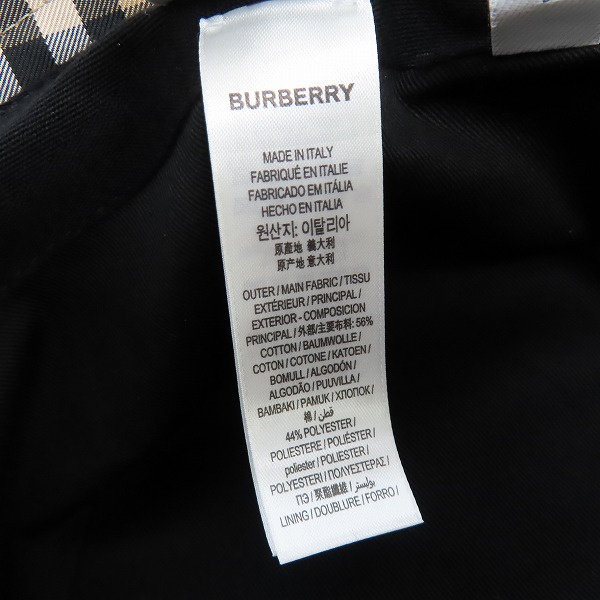 BURBERRY
MADE IN ITALY
FABRIQUÉ EN ITALIE
FABRICADO EM ITÁLIA
HECHO EN ITALIA
원산지: 이탈리아
原產地 義大利
原产地 意大利
OUTER / MAIN FABRIC / TISSU
EXTÉRIEUR / PRINCIPAL /
EXTERIOR - COMPOSICION
PRINCIPAL / 外部/主要布料: 56%
COTTON / BAUMWOLLE /
COTON / COTONE / KATOEN /
BOMULL / ALGODÓN /
ALGODÃO / PUUVILLA /
BAMBAKI / PAMUK / ХЛОПОК /
棉 / قطن /
44% POLYESTER /
POLIESTERE / POLIÉSTER /
poliester / POLYESTER /
POLYESTERI / ΠΟΛΥΕΣΤΕΡΑΣ /
ПЭ / 聚酯纖維 / بوليستر /
LINING / DOUBLURE / FORRO /